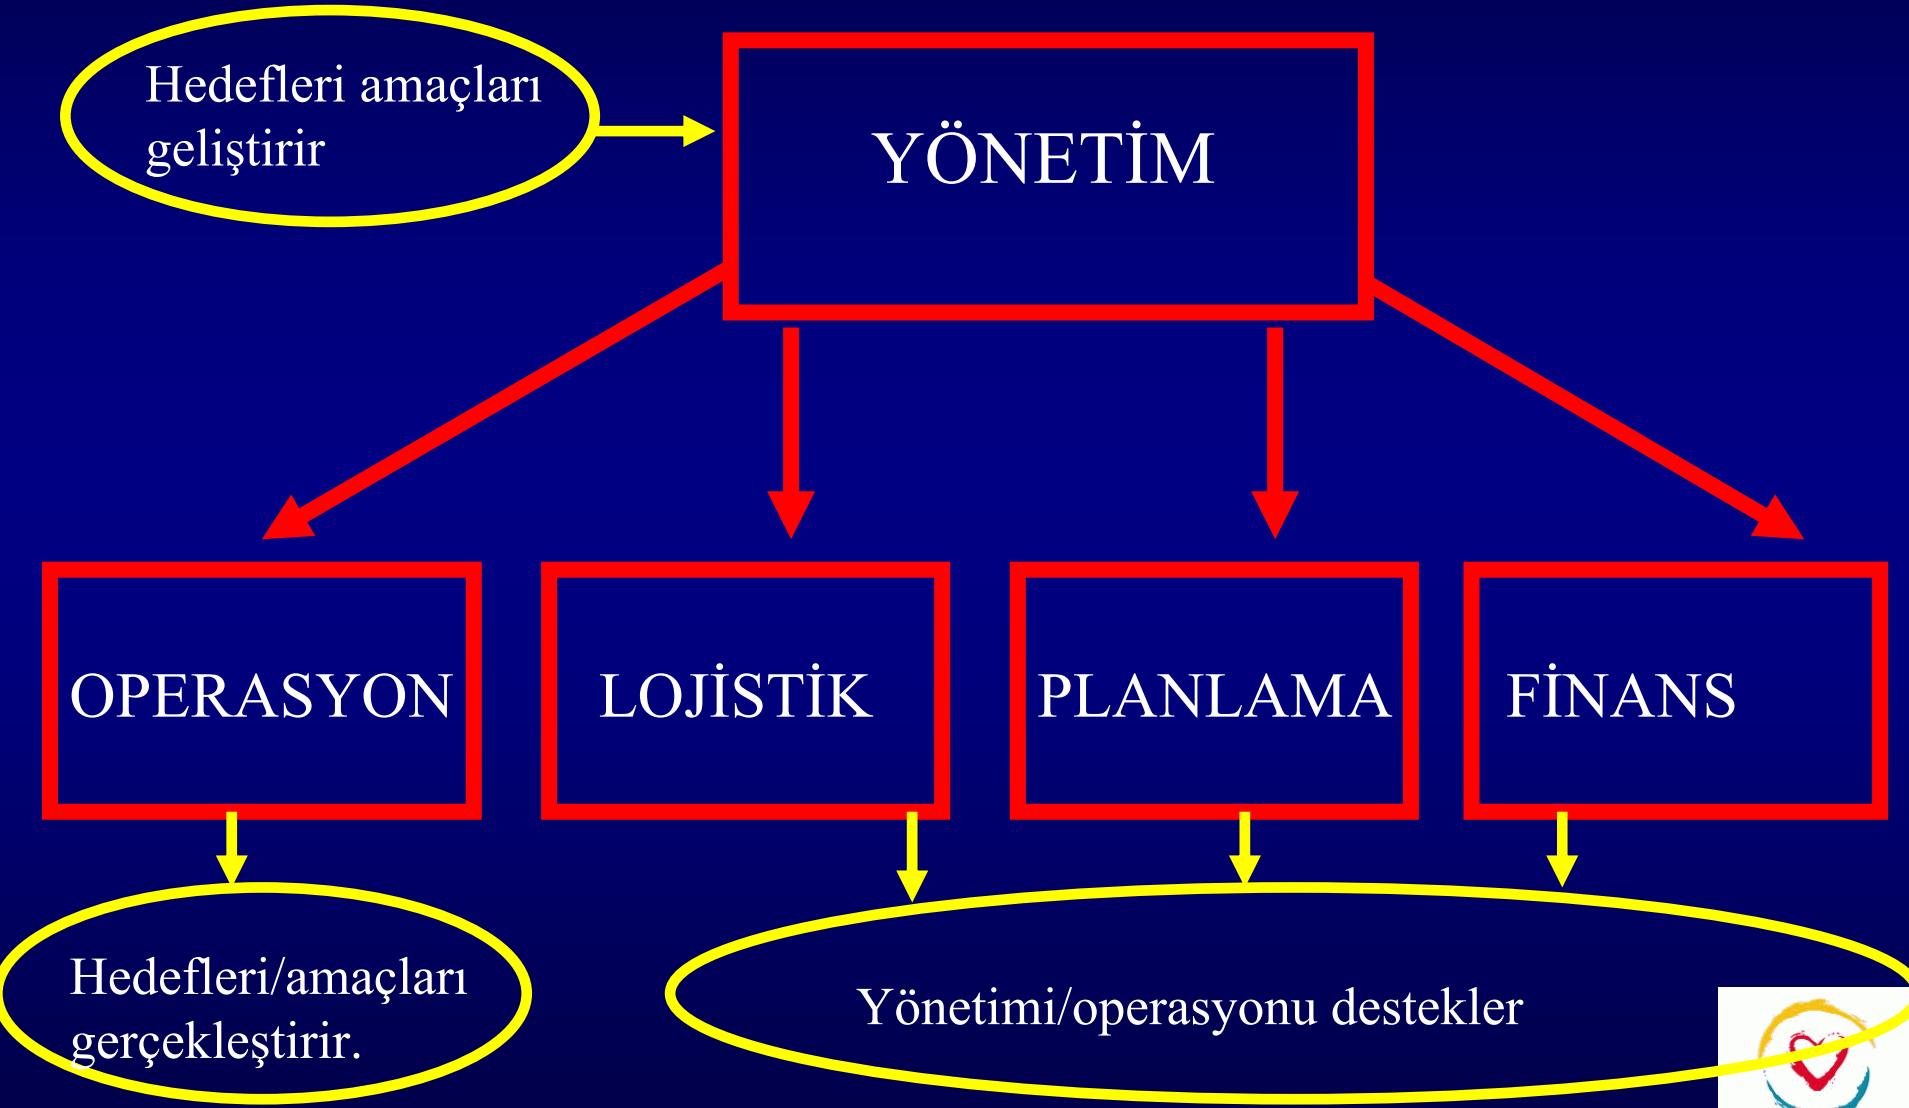 Hedefleri amaçları
geliştirir
YÖNETİM
OPERASYON
LOJİSTİK
PLANLAMA
FİNANS
Hedefleri/amaçları
gerçekleştirir.
Yönetimi/operasyonu destekler